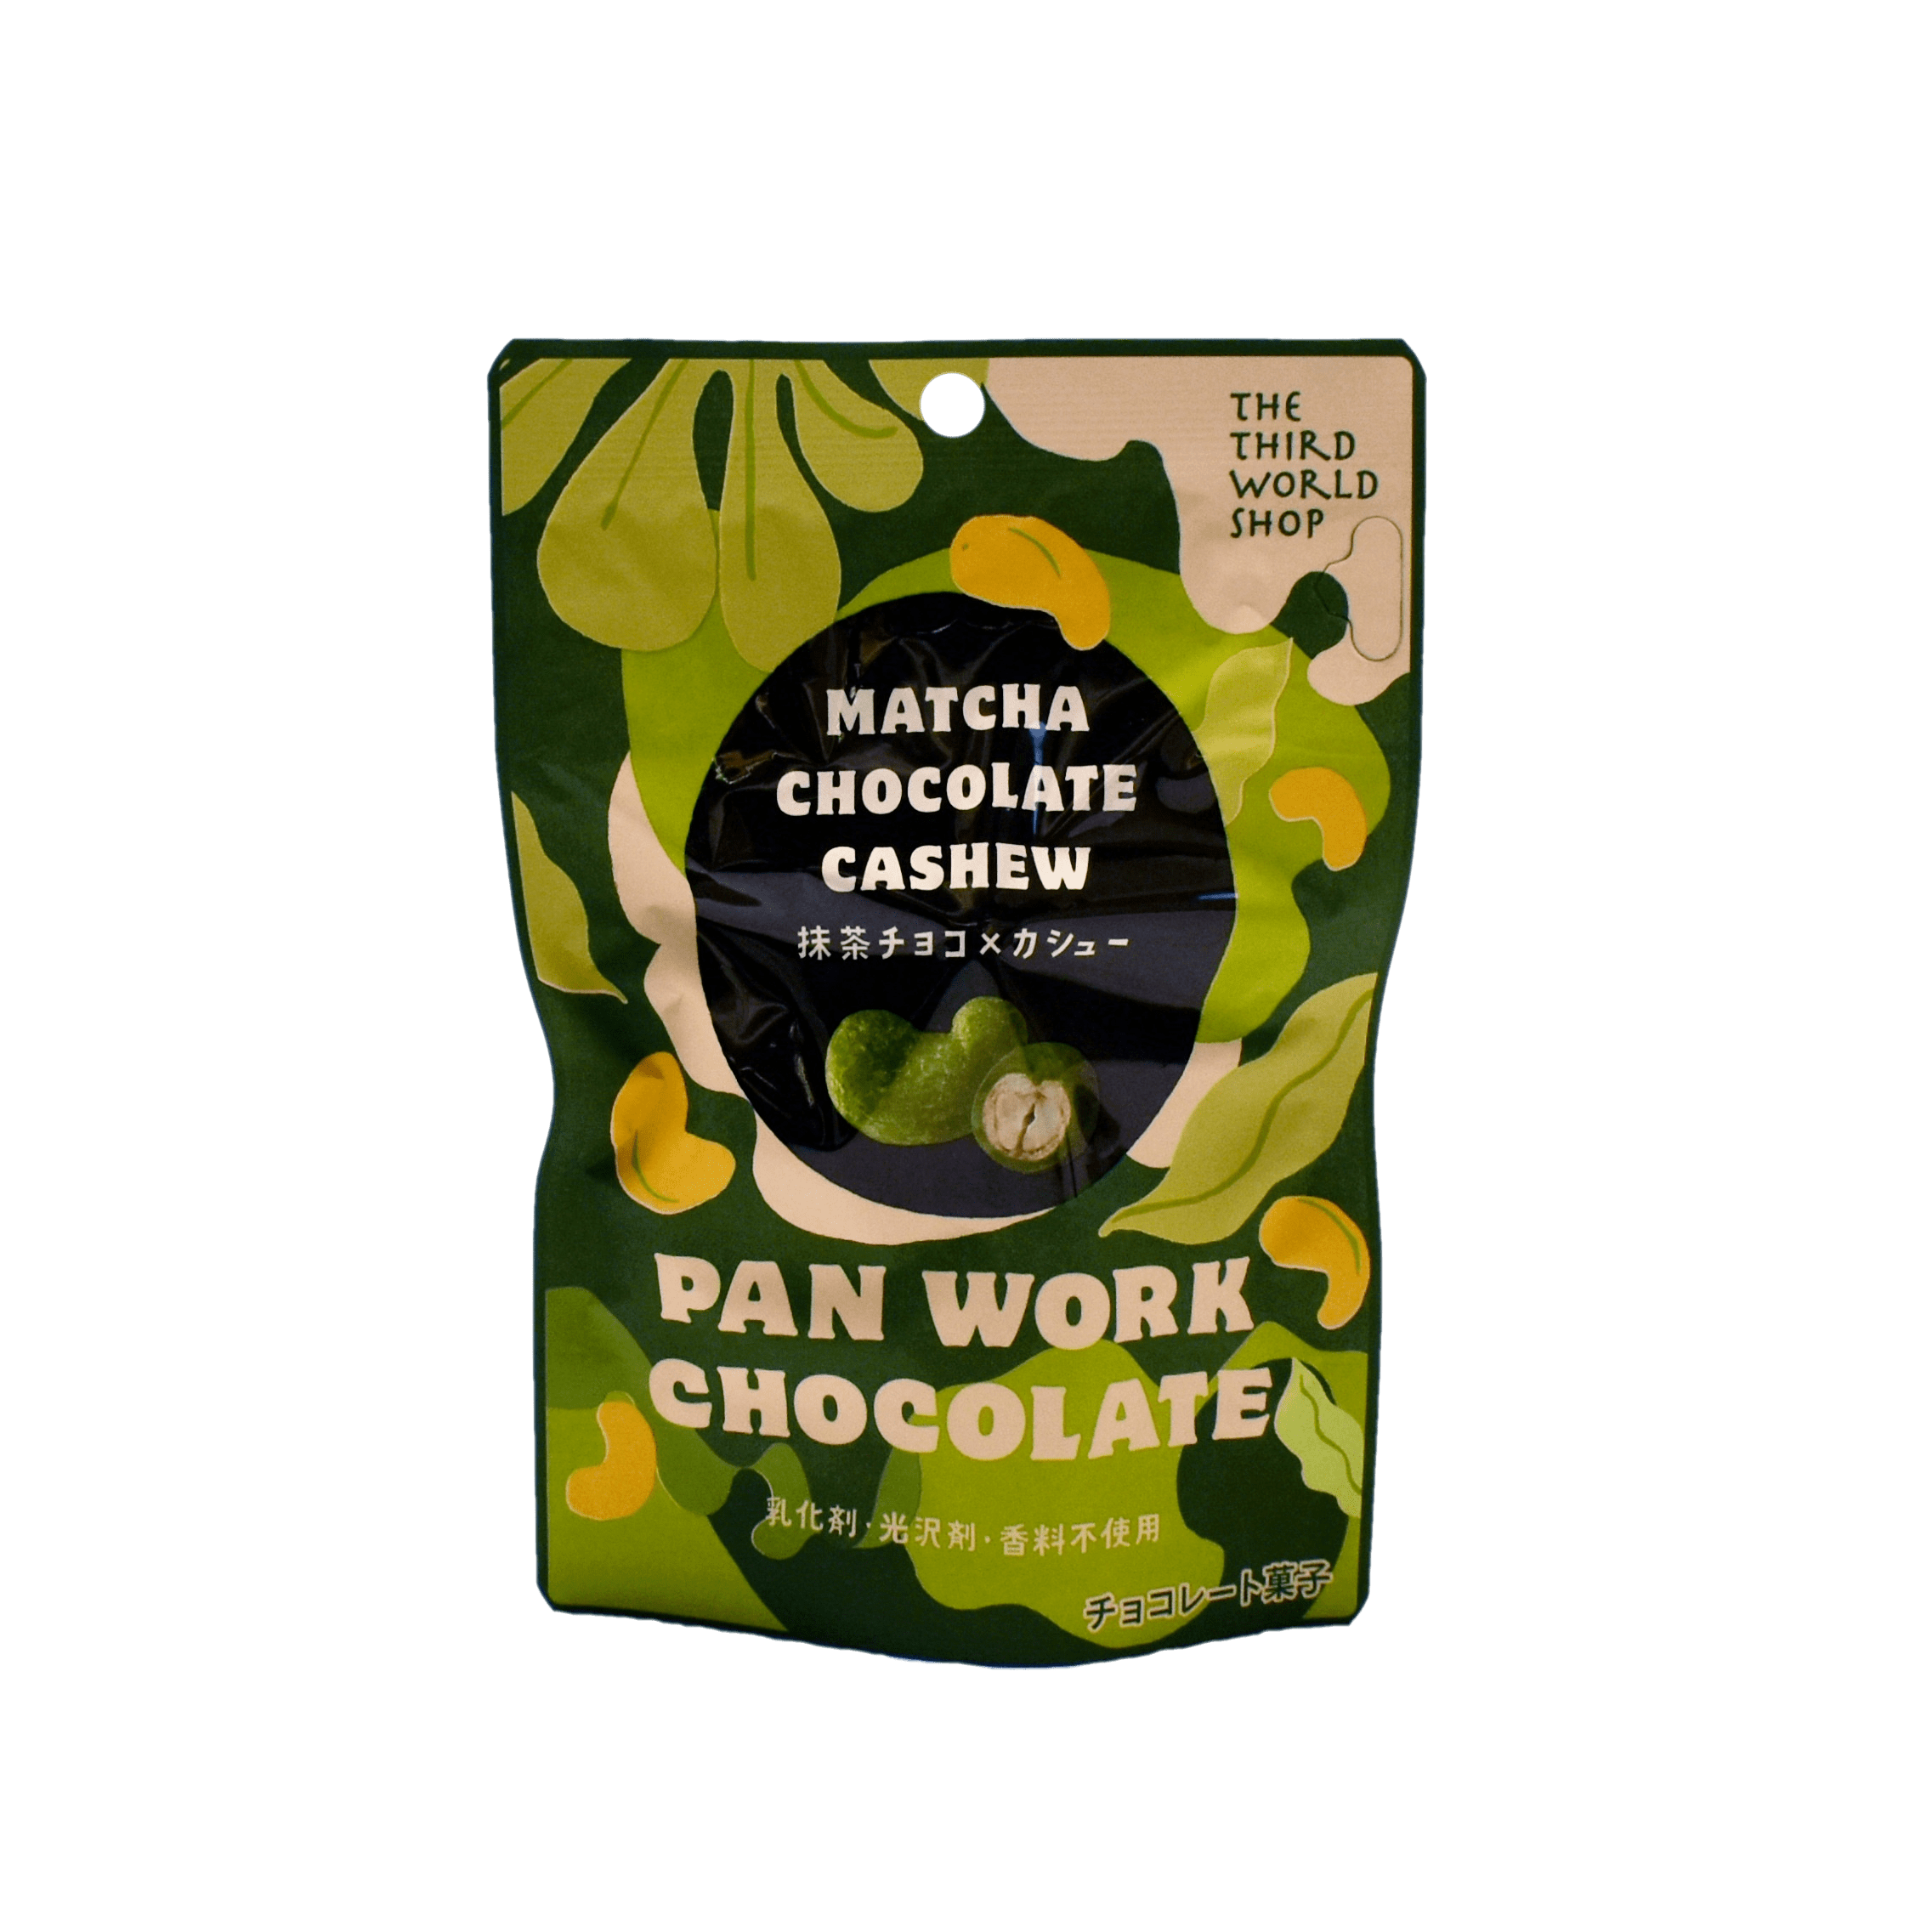 THE
THIRD
WORLD
SHOP
MATCHA
CHOCOLATE
CASHEW
抹茶チョコ×カシュー
PAN WORK
CHOCOLATE
乳化剤・光沢剤・香料不使用
チョコレート菓子